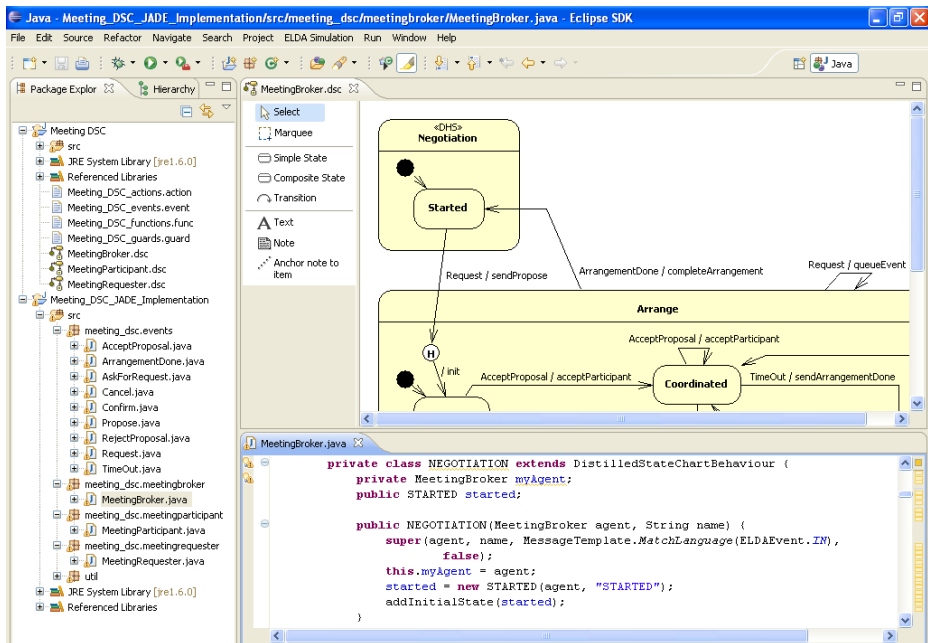 Java - Meeting_DSC_JADE_Implementation/src/meeting_dsc/meetingbroker/MeetingBroker.java - Eclipse SDK
File Edit Source Refactor Navigate Search Project ELDA Simulation Run Window Help
Java
Package Explor
Hierarchy
Meeting DSC
src
JRE System Library [jre1.6.0]
Referenced Libraries
Meeting_DSC_actions.action
Meeting_DSC_events.event
Meeting_DSC_functions.func
Meeting_DSC_guards.guard
MeetingBroker.dsc
MeetingParticipant.dsc
MeetingRequester.dsc
Meeting_DSC_JADE_Implementation
src
meeting_dsc.events
AcceptProposal.java
ArrangementDone.java
AskForRequest.java
Cancel.java
Confirm.java
Propose.java
RejectProposal.java
Request.java
TimeOut.java
meeting_dsc.meetingbroker
MeetingBroker.java
meeting_dsc.meetingparticipant
MeetingParticipant.java
meeting_dsc.meetingrequester
MeetingRequester.java
util
JRE System Library [jre1.6.0]
Referenced Libraries
MeetingBroker.dsc
Select
Marquee
Simple State
Composite State
Transition
Text
Note
Anchor note to
item
«DHS»
Negotiation
Started
Request / sendPropose
ArrangementDone / completeArrangement
Request / queueEvent
Arrange
H
/ init
AcceptProposal / acceptParticipant
AcceptProposal / acceptParticipant
Coordinated
TimeOut / sendArrangementDone
MeetingBroker.java
private class NEGOTIATION extends DistilledStateChartBehaviour {
private MeetingBroker myAgent;
public STARTED started;
public NEGOTIATION(MeetingBroker agent, String name) {
super(agent, name, MessageTemplate.MatchLanguage(ELDAEvent.IN),
false);
this.myAgent = agent;
started = new STARTED(agent, "STARTED");
addInitialState(started);
}